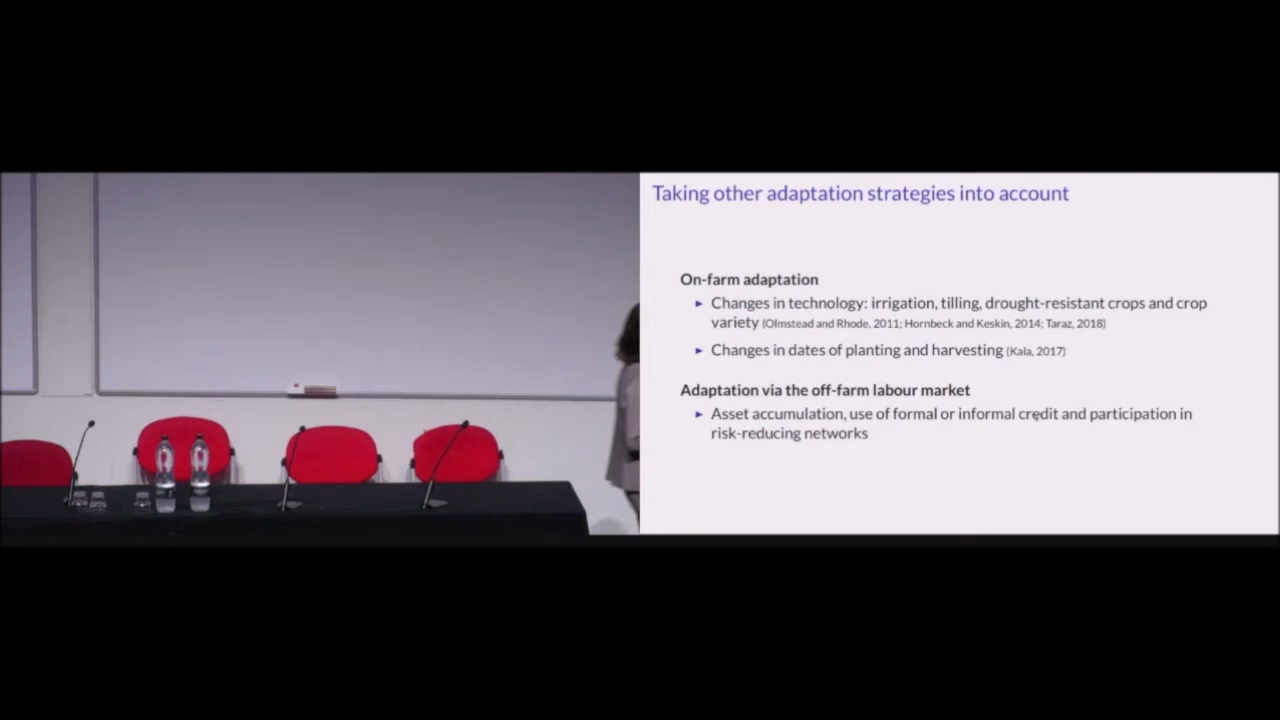 Taking other adaptation strategies into account
On-farm adaptation
▶ Changes in technology: irrigation, tilling, drought-resistant crops and crop
variety (Olmstead and Rhode, 2011; Hornbeck and Keskin, 2014; Taraz, 2018)
▶ Changes in dates of planting and harvesting (Kala, 2017)
Adaptation via the off-farm labour market
▶ Asset accumulation, use of formal or informal credit and participation in
risk-reducing networks